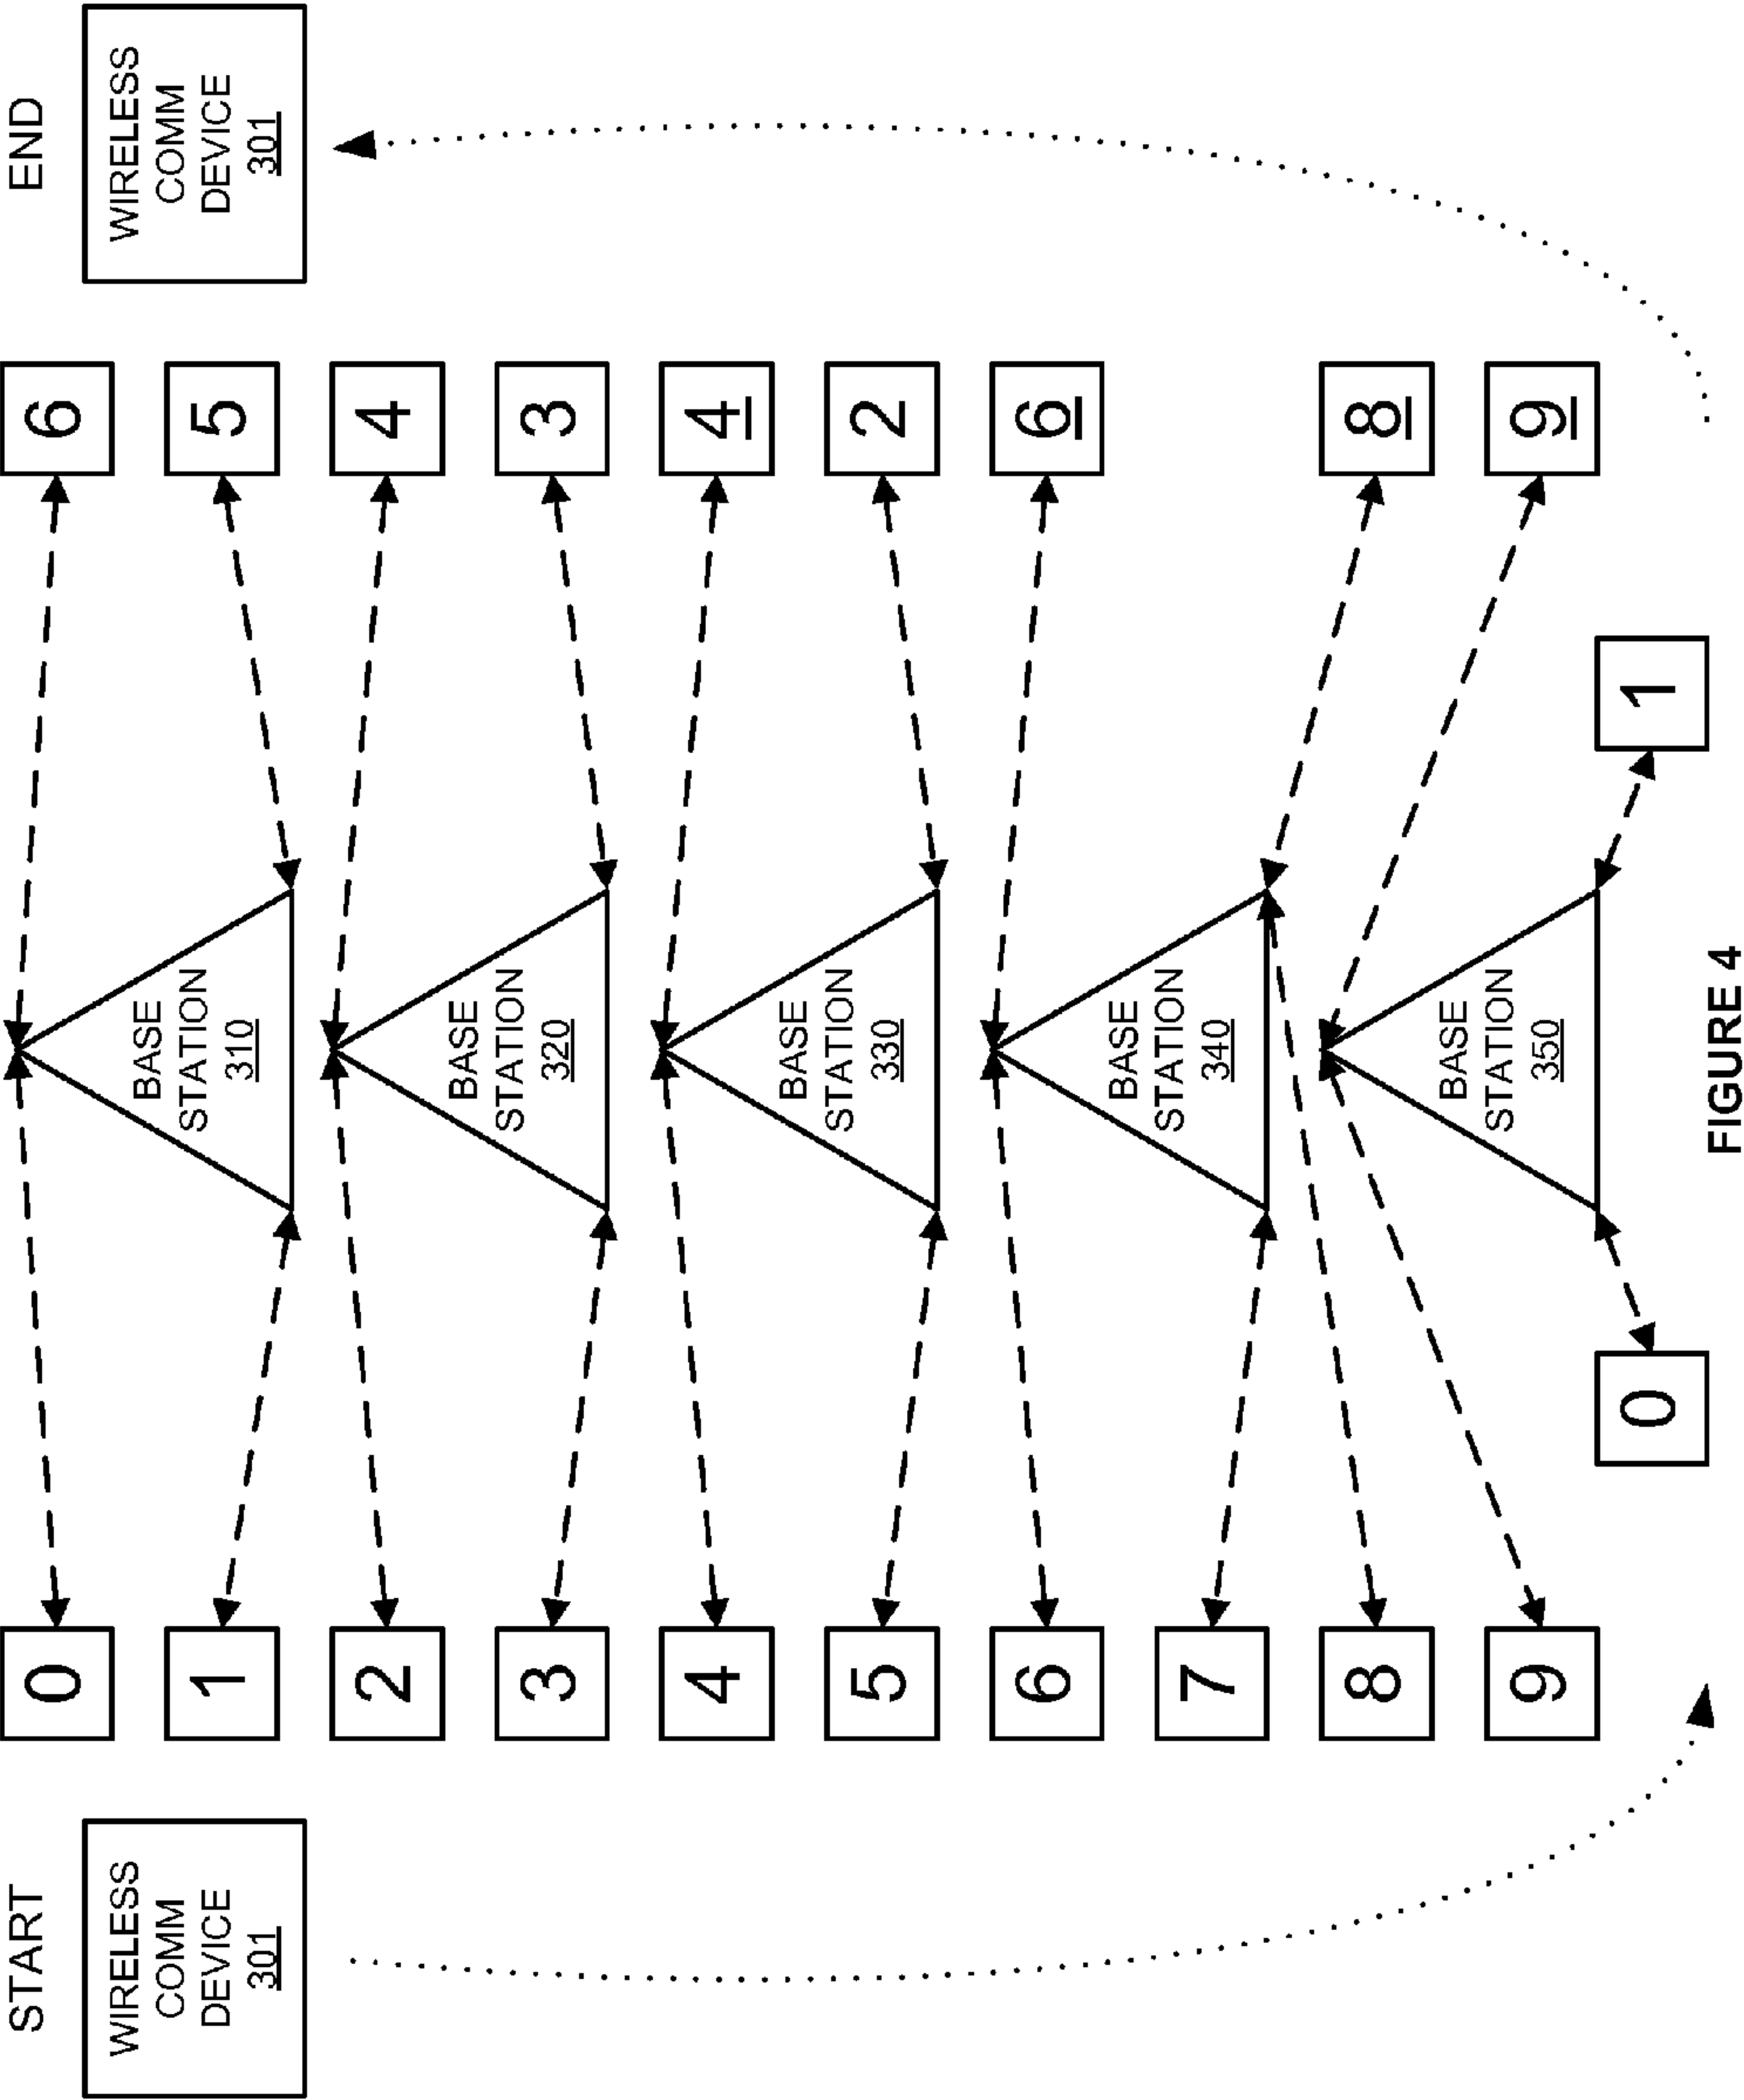 START
END
WIRELESS
COMM
DEVICE
301
WIRELESS
COMM
DEVICE
301
0
6
BASE
STATION
310
1
5
2
4
BASE
STATION
320
3
3
4
4
BASE
STATION
330
5
2
6
6
BASE
STATION
340
7
8
8
9
9
BASE
STATION
350
0
1
FIGURE 4